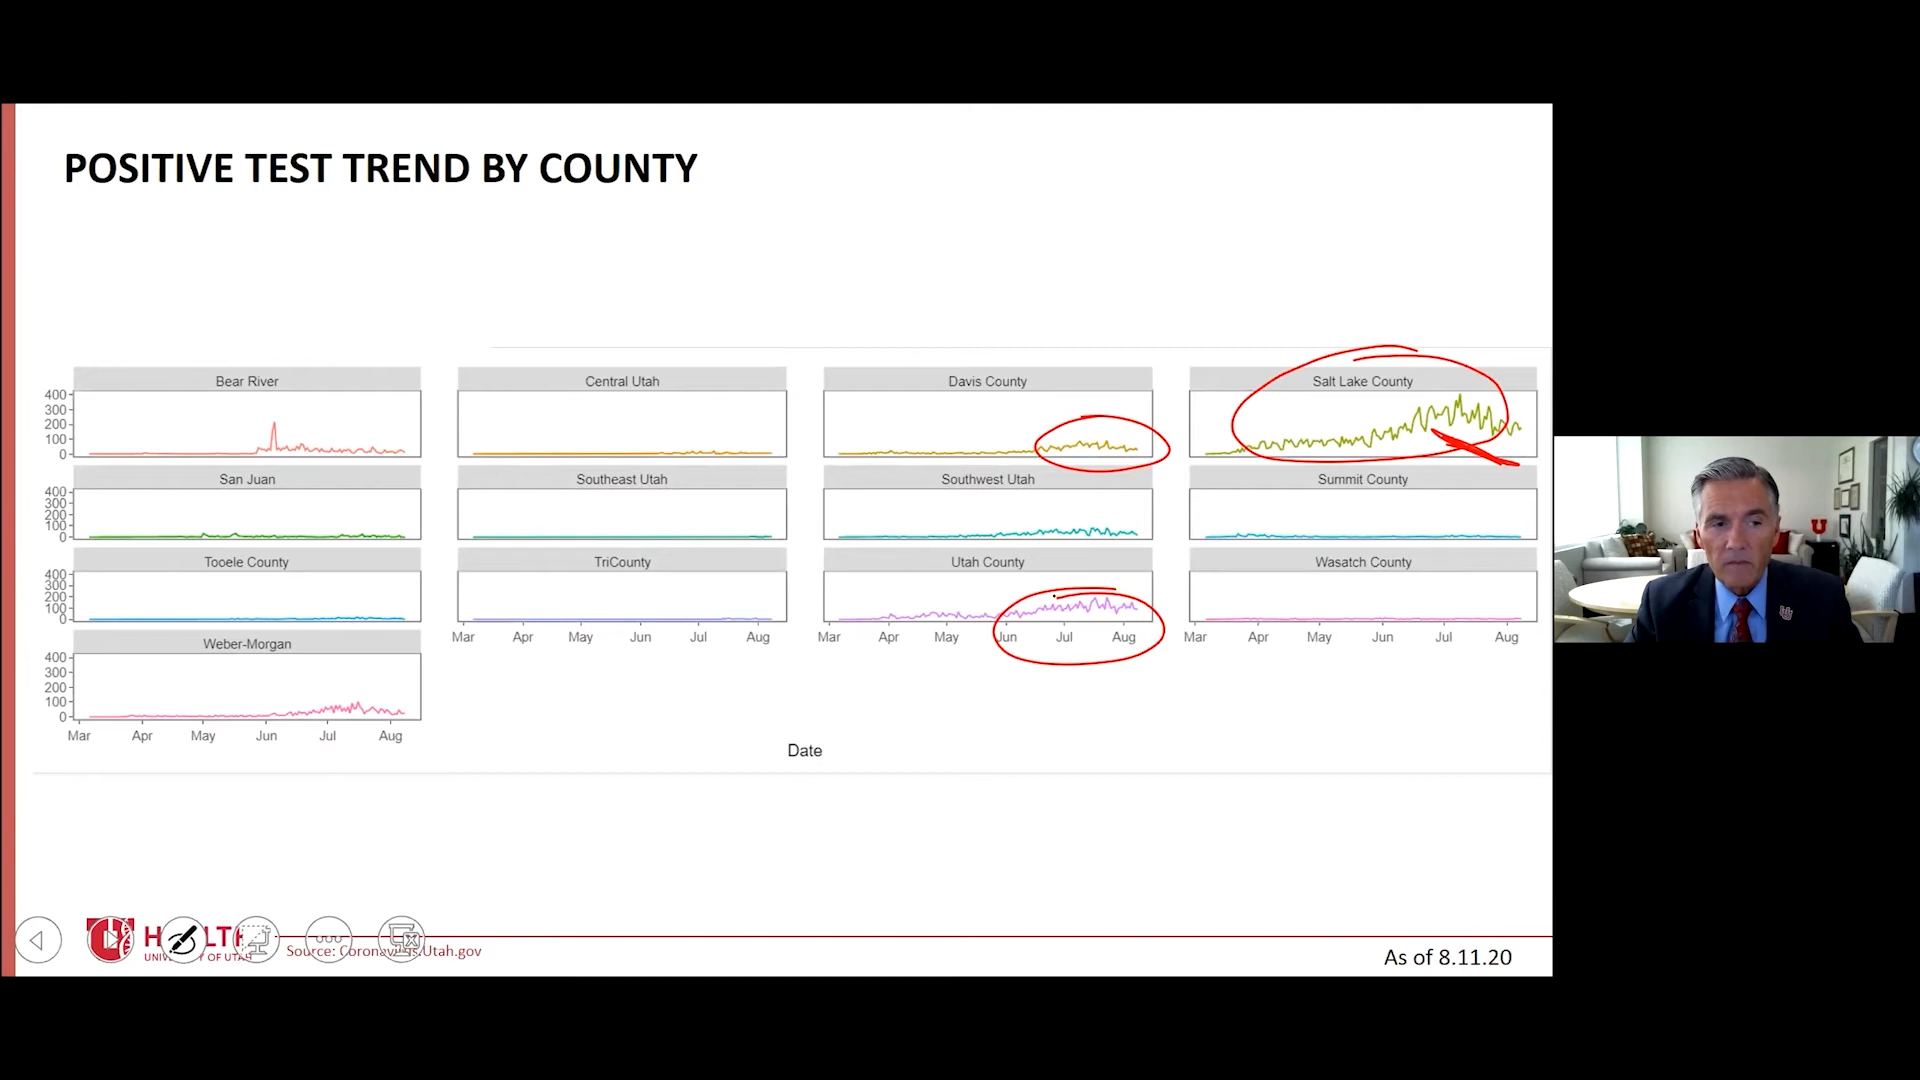 POSITIVE TEST TREND BY COUNTY
Bear River
Central Utah
Davis County
Salt Lake County
400
300
200
100
0
San Juan
Southeast Utah
Southwest Utah
Summit County
400
300
200
100
0
Tooele County
TriCounty
Utah County
Wasatch County
400
300
200
100
0
Mar Apr May Jun Jul Aug
Mar Apr May Jun Jul Aug
Mar Apr May Jun Jul Aug
Weber-Morgan
400
300
200
100
0
Mar Apr May Jun Jul Aug
Date
UTAH
Source: Utah.gov
As of 8.11.20